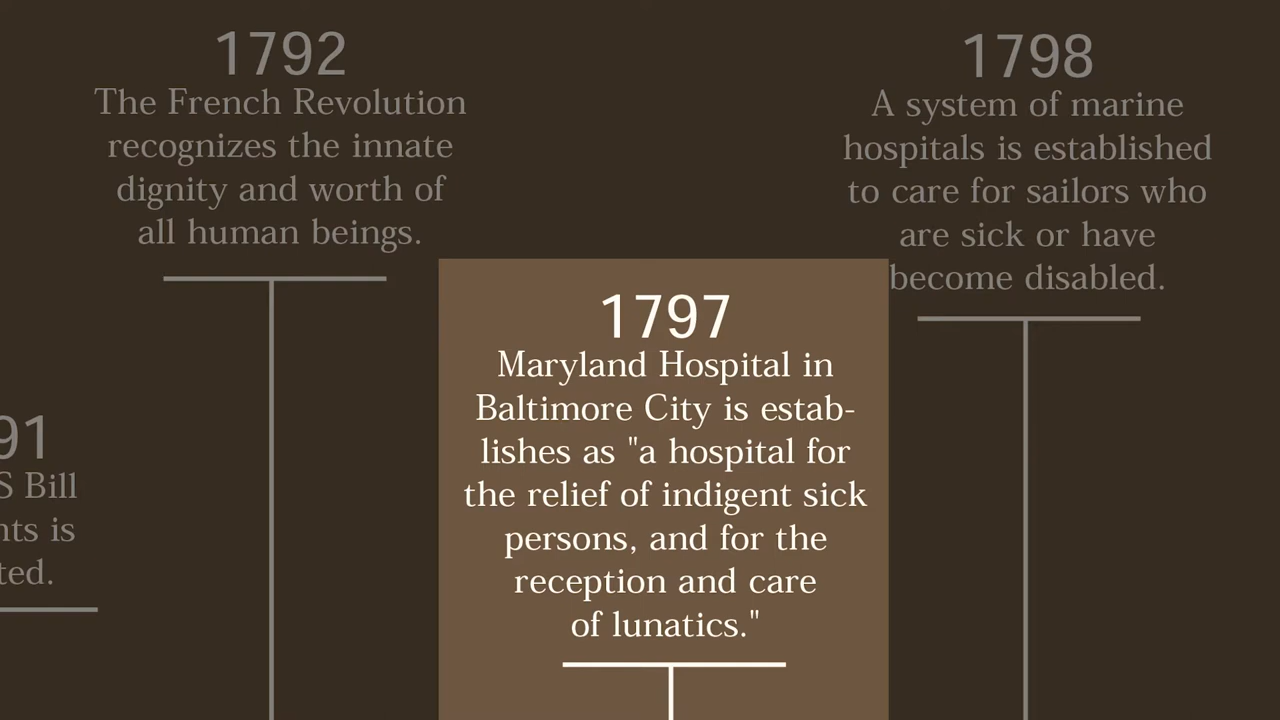 1792
The French Revolution
recognizes the innate
dignity and worth of
all human beings.
1798
A system of marine
hospitals is established
to care for sailors who
are sick or have
become disabled.
1797
Maryland Hospital in
Baltimore City is estab-
lishes as "a hospital for
the relief of indigent sick
persons, and for the
reception and care
of lunatics."
91
S Bill
nts is
ted.